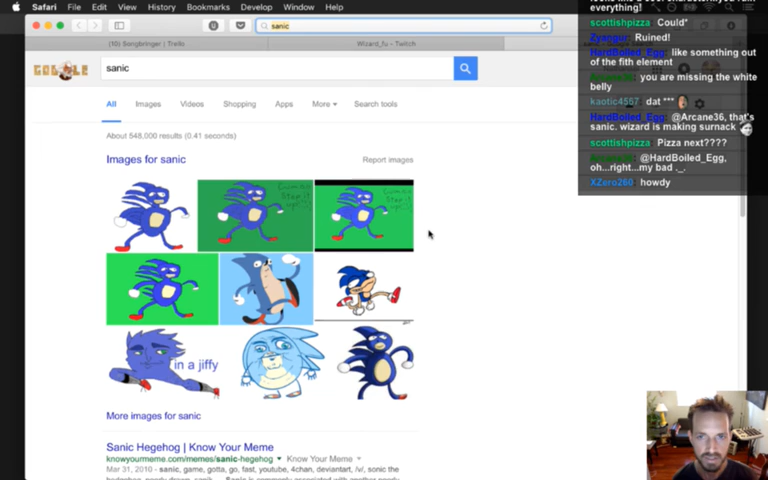 Safari File Edit View History Bookmarks Develop Window Help
everything!
scottishpizza Could*
Zyangur Ruined!
HardBoiled_Egg like something out
of the fith element
Arcane36 you are missing the white
belly
kaotic4567 dat ***
HardBoiled_Egg @Arcane36, that's
sanic. wizard is making surnack
scottishpizza Pizza next????
Arcane36 @HardBoiled_Egg,
oh...right...my bad ._.
XZero260 howdy
sanic
(10) Songbringer | Trello
Wizard_fu – Twitch
sanic
All Images Videos Shopping Apps More Search tools
About 548,000 results (0.41 seconds)
Images for sanic
Report images
in a jiffy
More images for sanic
Sanic Hegehog | Know Your Meme
knowyourmeme.com/memes/sanic-hegehog Know Your Meme
Mar 31, 2010 - sanic, game, gotta, go, fast, youtube, 4chan, deviantart, /v/, sonic the